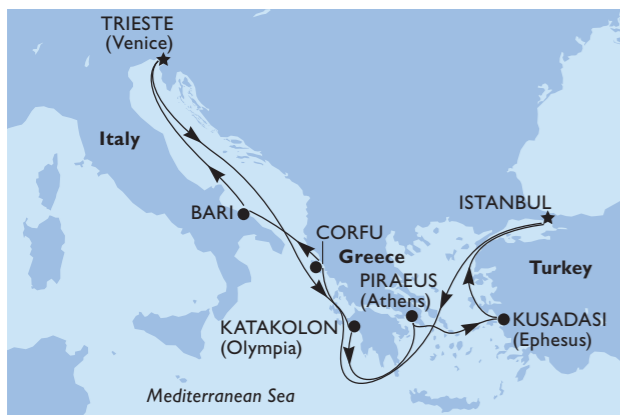 TRIESTE
(Venice)
Italy
BARI
ISTANBUL
CORFU
Greece
PIRAEUS
(Athens)
Turkey
KATAKOLON
(Olympia)
KUSADASI
(Ephesus)
Mediterranean Sea